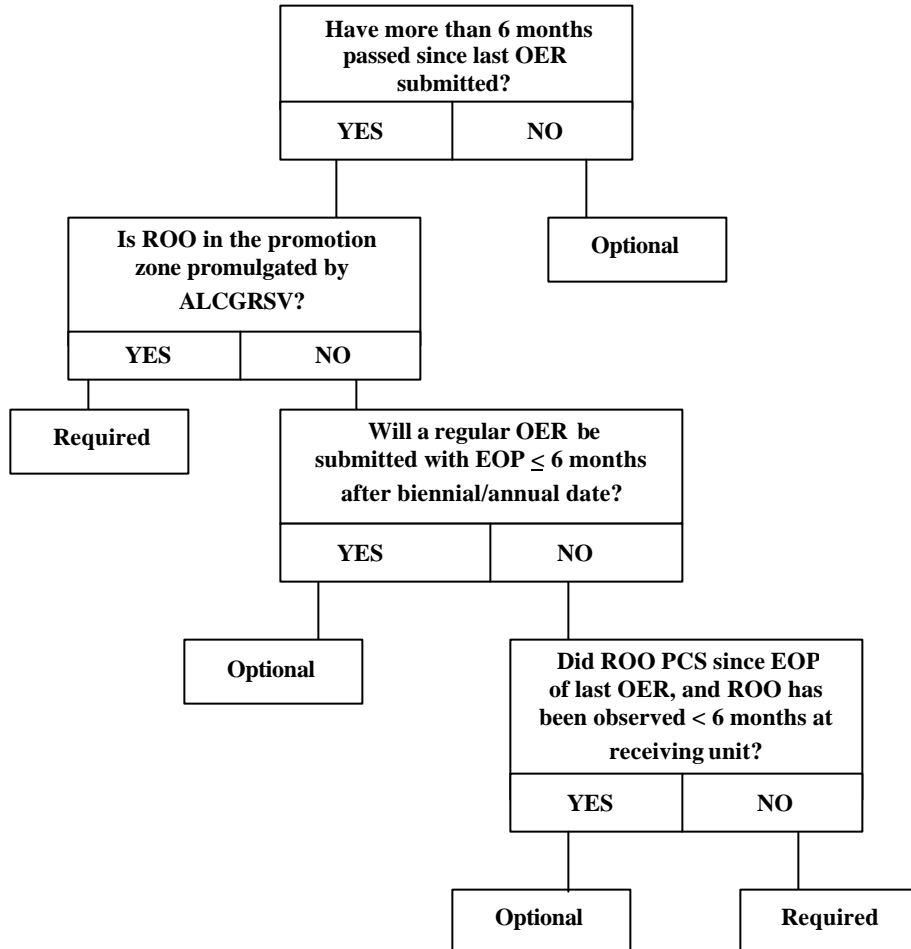 Have more than 6 months
passed since last OER
submitted?
YES
NO
Is ROO in the promotion
zone promulgated by
ALCGRSV?
Optional
YES
NO
Required
Will a regular OER be
submitted with EOP ≤ 6 months
after biennial/annual date?
YES
NO
Optional
Did ROO PCS since EOP
of last OER, and ROO has
been observed < 6 months at
receiving unit?
YES
NO
Optional
Required